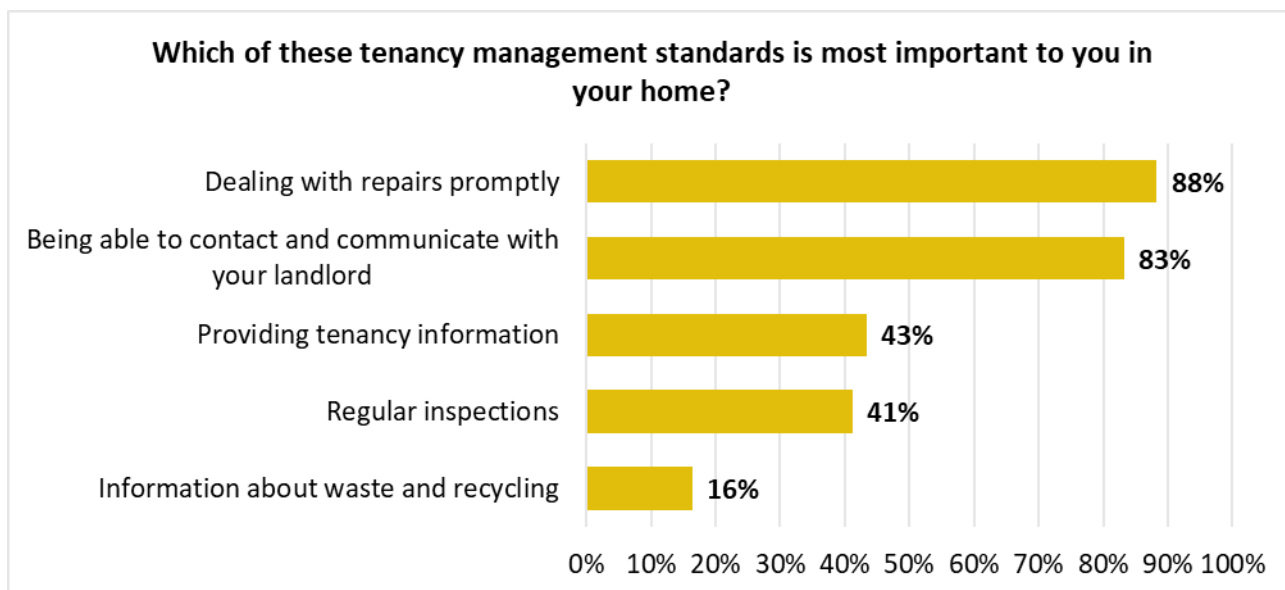 Which of these tenancy management standards is most important to you in
your home?
Dealing with repairs promptly
88%
Being able to contact and communicate with
your landlord
83%
Providing tenancy information
43%
Regular inspections
41%
Information about waste and recycling
16%
0% 10% 20% 30% 40% 50% 60% 70% 80% 90% 100%